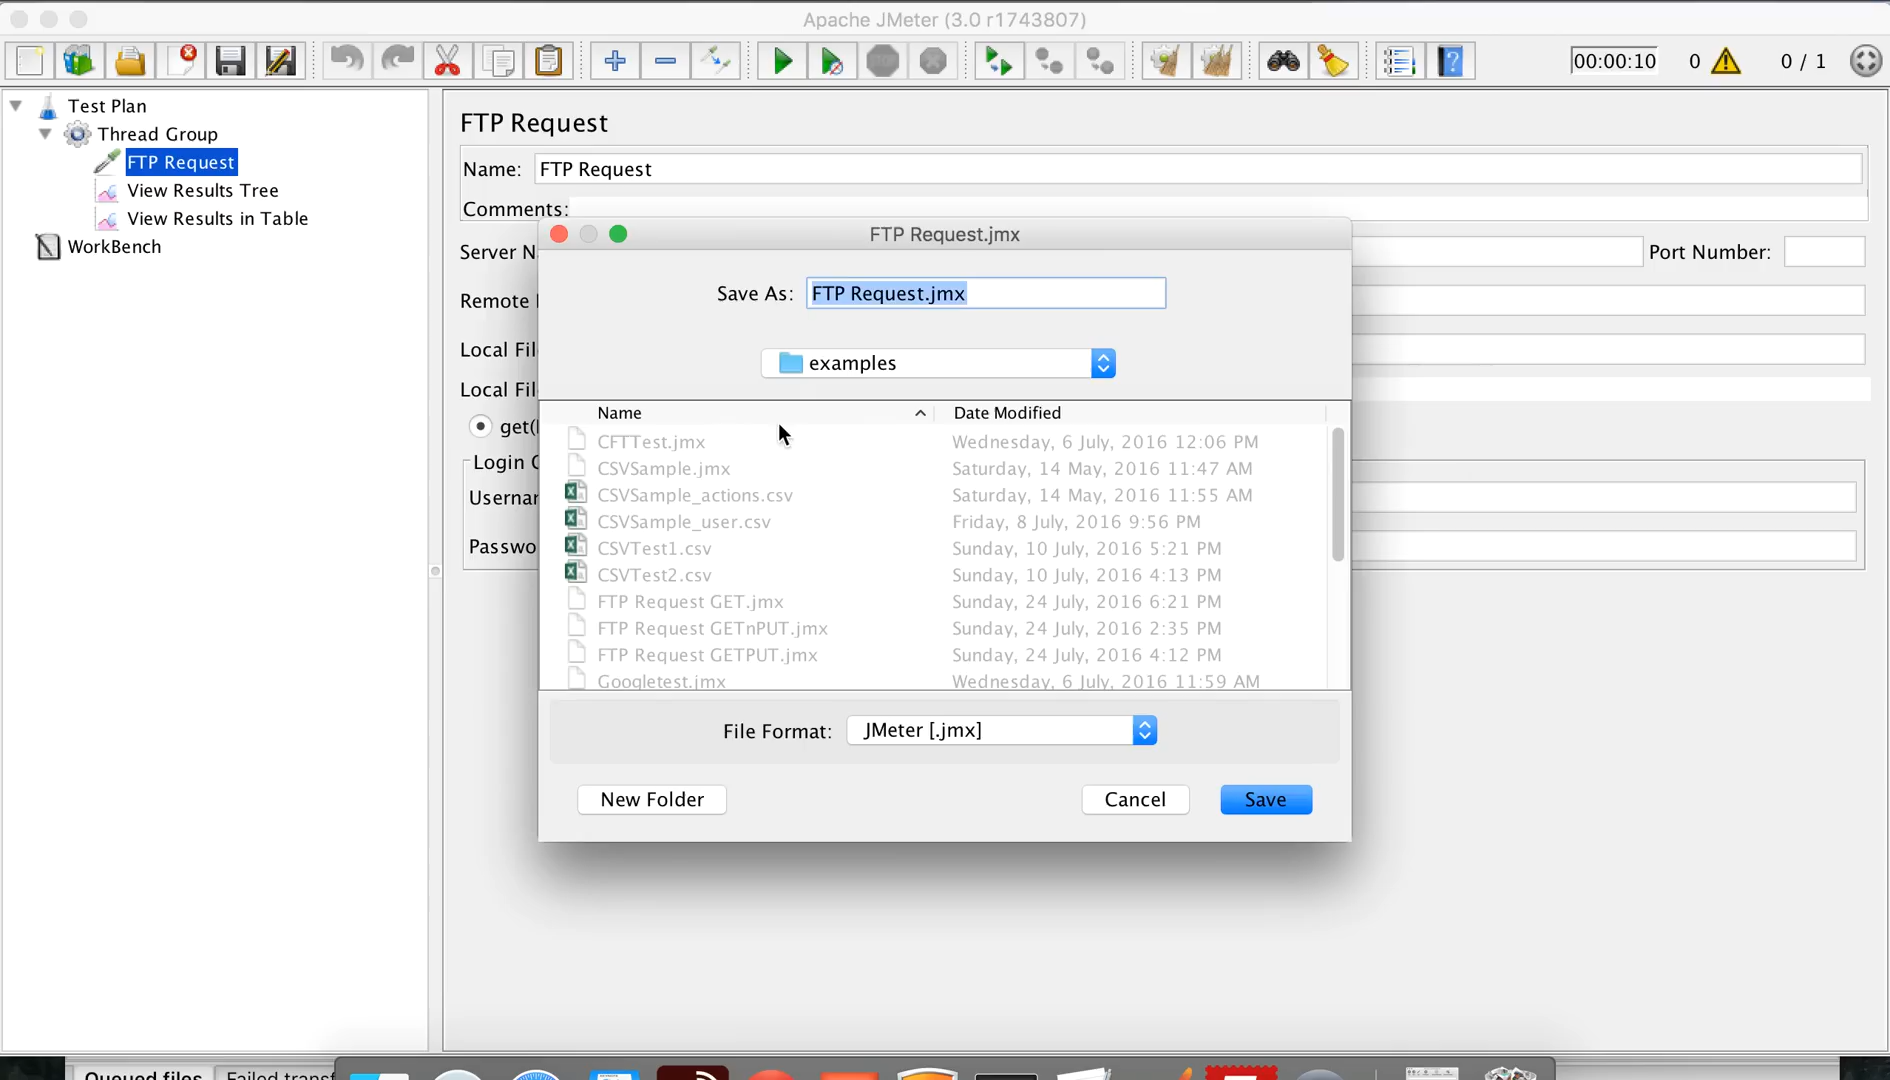 Apache JMeter (3.0 r1743807)
00:00:10 0 0 / 1
Test Plan
Thread Group
FTP Request
View Results Tree
View Results in Table
WorkBench
FTP Request
Name: FTP Request
Comments:
Server N
Port Number:
Remote
Local Fil
Local Fil
get(
Login
Userna
Passwo
FTP Request.jmx
Save As: FTP Request.jmx
examples
Name Date Modified
CFTTest.jmx Wednesday, 6 July, 2016 12:06 PM
CSVSample.jmx Saturday, 14 May, 2016 11:47 AM
CSVSample_actions.csv Saturday, 14 May, 2016 11:55 AM
CSVSample_user.csv Friday, 8 July, 2016 9:56 PM
CSVTest1.csv Sunday, 10 July, 2016 5:21 PM
CSVTest2.csv Sunday, 10 July, 2016 4:13 PM
FTP Request GET.jmx Sunday, 24 July, 2016 6:21 PM
FTP Request GETnPUT.jmx Sunday, 24 July, 2016 2:35 PM
FTP Request GETPUT.jmx Sunday, 24 July, 2016 4:12 PM
Googletest.jmx Wednesday, 6 July, 2016 11:59 AM
File Format: JMeter [.jmx]
New Folder Cancel Save
Queued files Failed transf